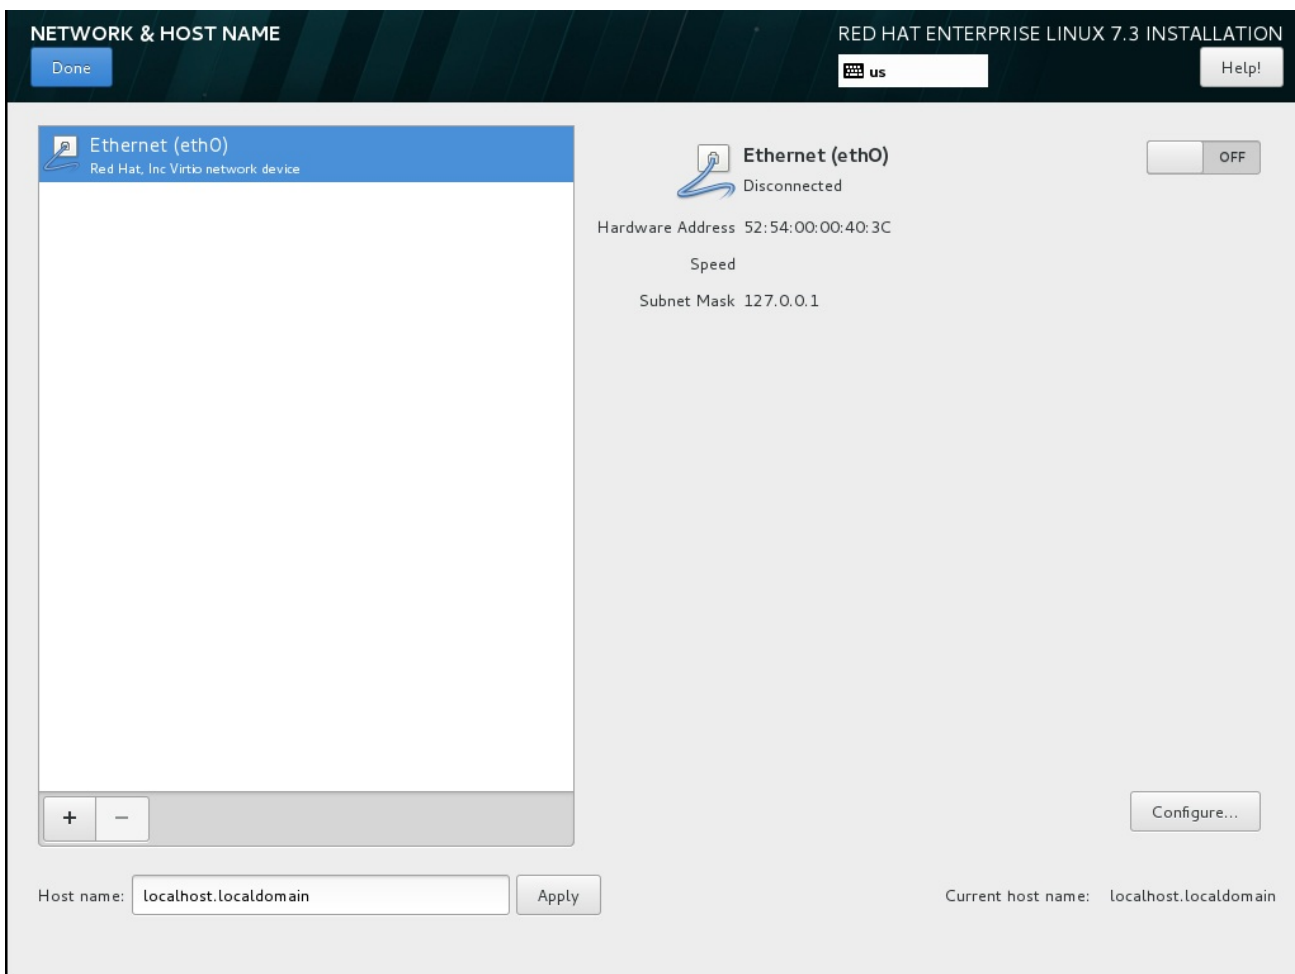 NETWORK & HOST NAME
RED HAT ENTERPRISE LINUX 7.3 INSTALLATION
Done
us
Help!
Ethernet (eth0)
Red Hat, Inc Virtio network device
Ethernet (eth0)
OFF
Disconnected
Hardware Address 52:54:00:00:40:3C
Speed
Subnet Mask 127.0.0.1
+ −
Configure...
Host name: localhost.localdomain Apply
Current host name: localhost.localdomain